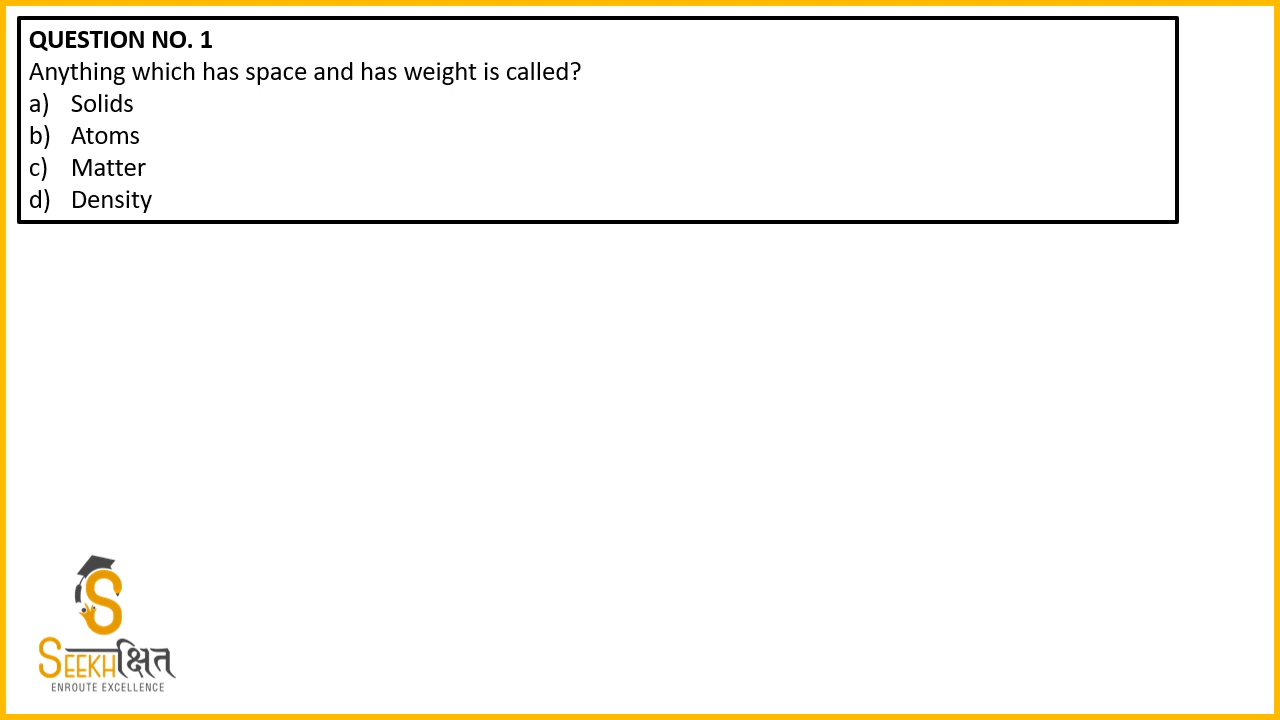 QUESTION NO. 1
Anything which has space and has weight is called?
a) Solids
b) Atoms
c) Matter
d) Density
S
SEEKHक्षित
ENROUTE EXCELLENCE